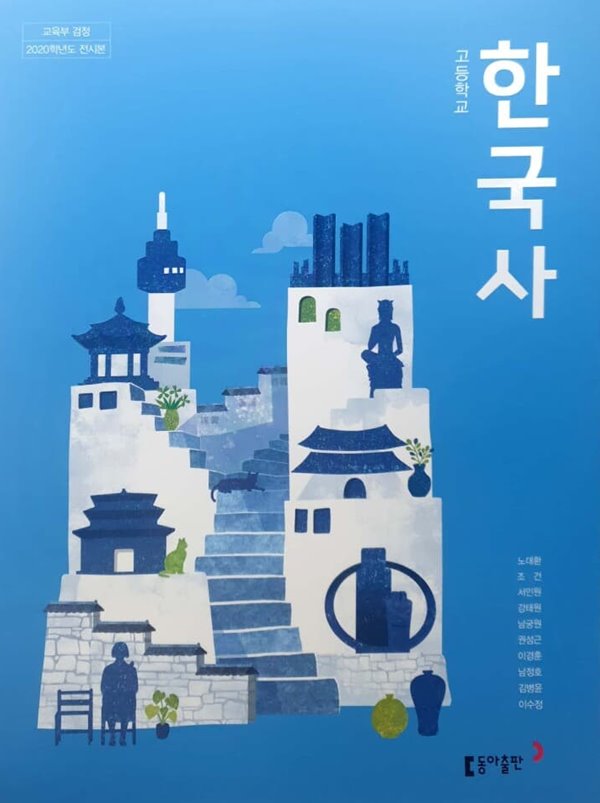 교육부 검정
2020학년도 전시본
고등학교
한국사
노대환
조 건
서인원
강태원
남궁원
권성근
이경훈
남정호
김병윤
이수정
동아출판